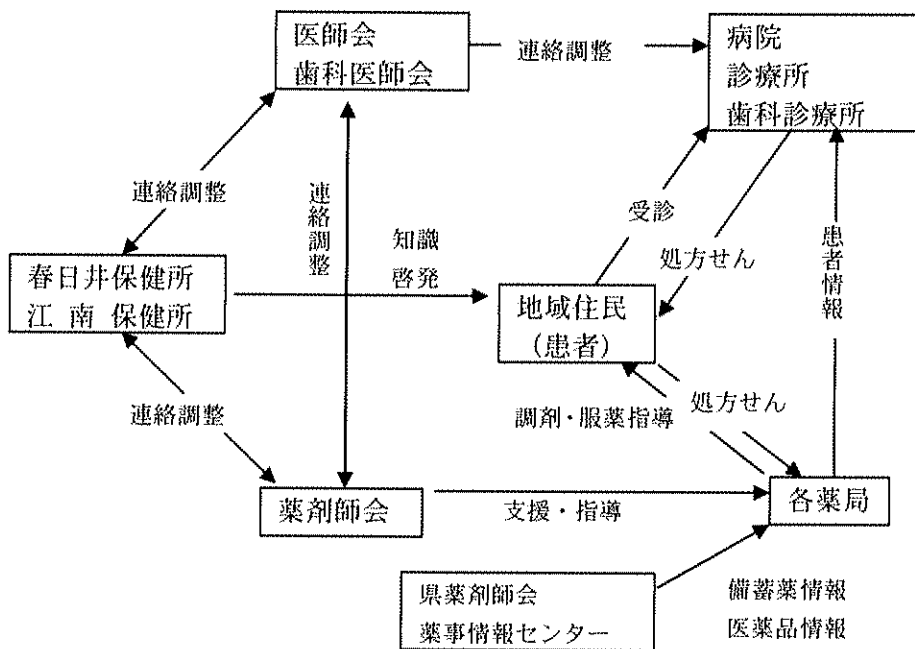 医師会
歯科医師会
連絡調整
病院
診療所
歯科診療所
連絡調整
連絡調整
知識
啓発
受診
処方せん
患者情報
春日井保健所
江 南 保健所
地域住民
(患者)
連絡調整
調剤・服薬指導
処方せん
薬剤師会
支援・指導
各薬局
県薬剤師会
薬事情報センター
備蓄薬情報
医薬品情報